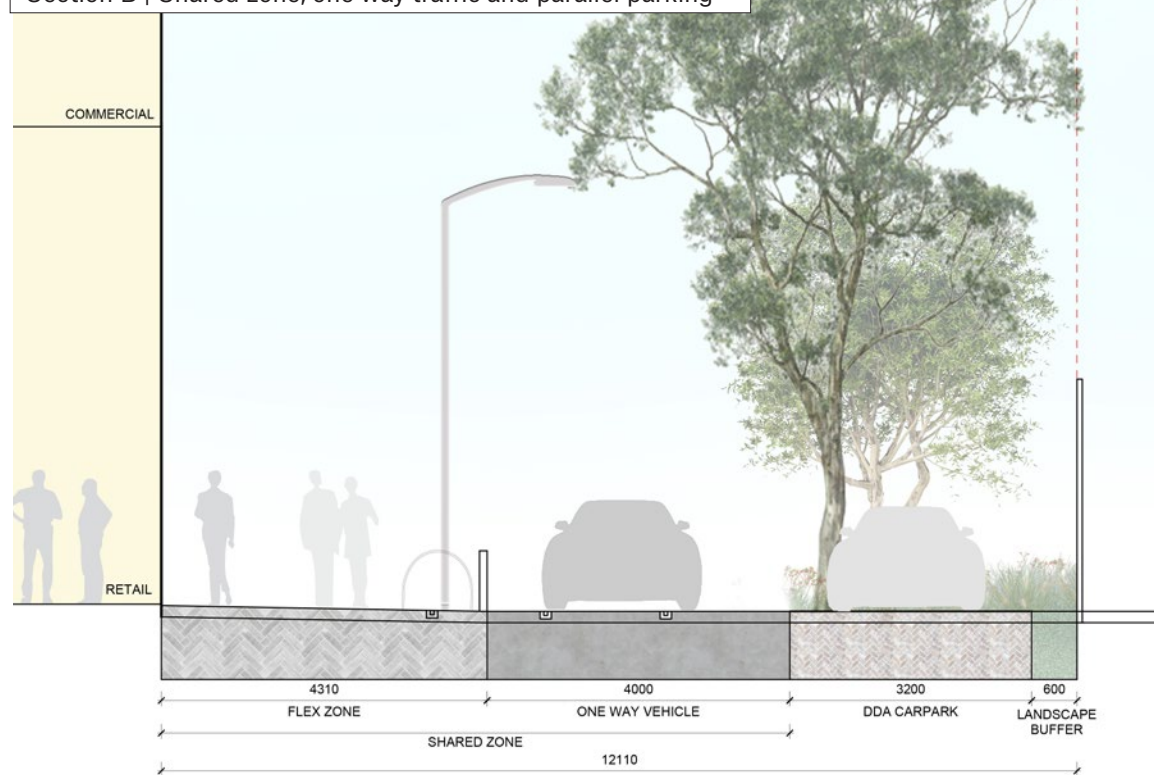 Section B | Shared zone, one way traffic and parallel parking
COMMERCIAL
RETAIL
4310
4000
3200
600
FLEX ZONE
ONE WAY VEHICLE
DDA CARPARK
LANDSCAPE
BUFFER
SHARED ZONE
12110